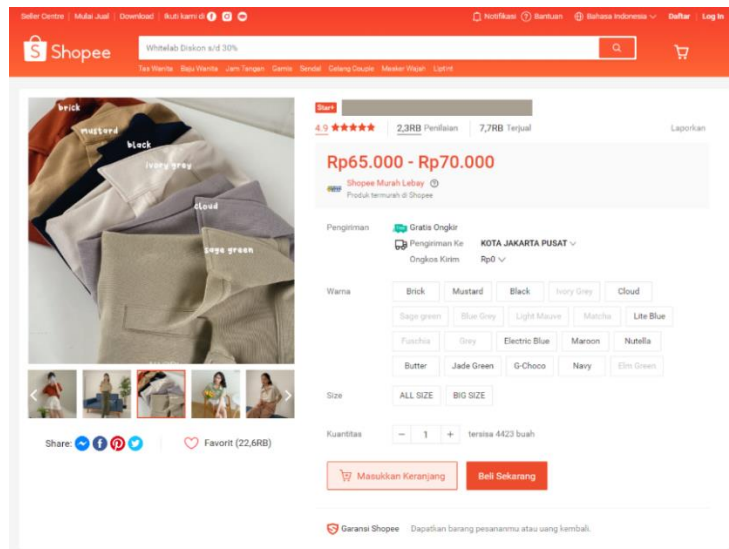 Seller Centre | Mulai Jual | Download | Ikuti kami di
Notifikasi Bantuan Bahasa Indonesia Daftar | Log In
Shopee
Whitelab Diskon s/d 30%
Tas Wanita Baju Wanita Jam Tangan Gamis Sendal Gelang Couple Masker Wajah Liptint
brick
mustard
black
ivory grey
cloud
sage green
Star+
4.9 2,3RB Penilaian 7,7RB Terjual Laporkan
Rp65.000 - Rp70.000
Shopee Murah Lebay
Produk termurah di Shopee
Pengiriman Gratis Ongkir
Pengiriman Ke KOTA JAKARTA PUSAT
Ongkos Kirim Rp0
Warna Brick Mustard Black Ivory Grey Cloud
Sage green Blue Grey Light Mauve Matcha Lite Blue
Fuschia Grey Electric Blue Maroon Nutella
Butter Jade Green G-Choco Navy Elm Green
Size ALL SIZE BIG SIZE
Kuantitas - 1 + tersisa 4423 buah
Share: Favorit (22,6RB)
Masukkan Keranjang Beli Sekarang
Garansi Shopee Dapatkan barang pesananmu atau uang kembali.